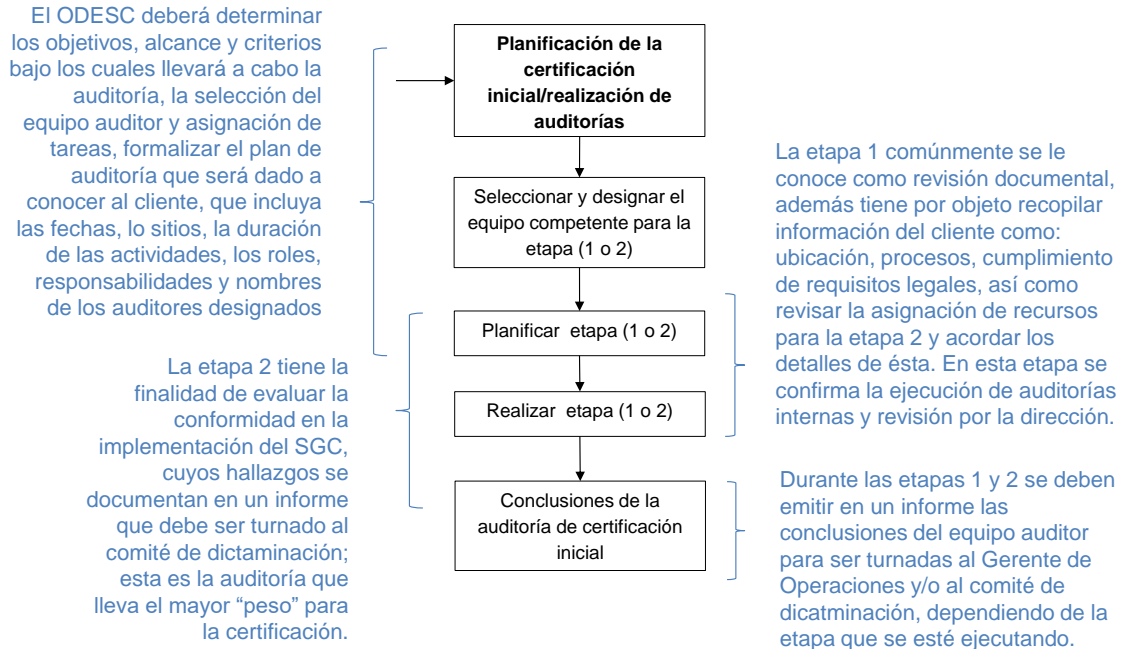 El ODESC deberá determinar
los objetivos, alcance y criterios
bajo los cuales llevará a cabo la
auditoría, la selección del
equipo auditor y asignación de
tareas, formalizar el plan de
auditoría que será dado a
conocer al cliente, que incluya
las fechas, lo sitios, la duración
de las actividades, los roles,
responsabilidades y nombres
de los auditores designados
Planificación de la
certificación
inicial/realización de
auditorías
Seleccionar y designar el
equipo competente para la
etapa (1 o 2)
Planificar etapa (1 o 2)
Realizar etapa (1 o 2)
Conclusiones de la
auditoría de certificación
inicial
La etapa 1 comúnmente se le
conoce como revisión documental,
además tiene por objeto recopilar
información del cliente como:
ubicación, procesos, cumplimiento
de requisitos legales, así como
revisar la asignación de recursos
para la etapa 2 y acordar los
detalles de ésta. En esta etapa se
confirma la ejecución de auditorías
internas y revisión por la dirección.
La etapa 2 tiene la
finalidad de evaluar la
conformidad en la
implementación del SGC,
cuyos hallazgos se
documentan en un informe
que debe ser turnado al
comité de dictaminación;
esta es la auditoría que
lleva el mayor “peso” para
la certificación.
Durante las etapas 1 y 2 se deben
emitir en un informe las
conclusiones del equipo auditor
para ser turnadas al Gerente de
Operaciones y/o al comité de
dicatminación, dependiendo de la
etapa que se esté ejecutando.